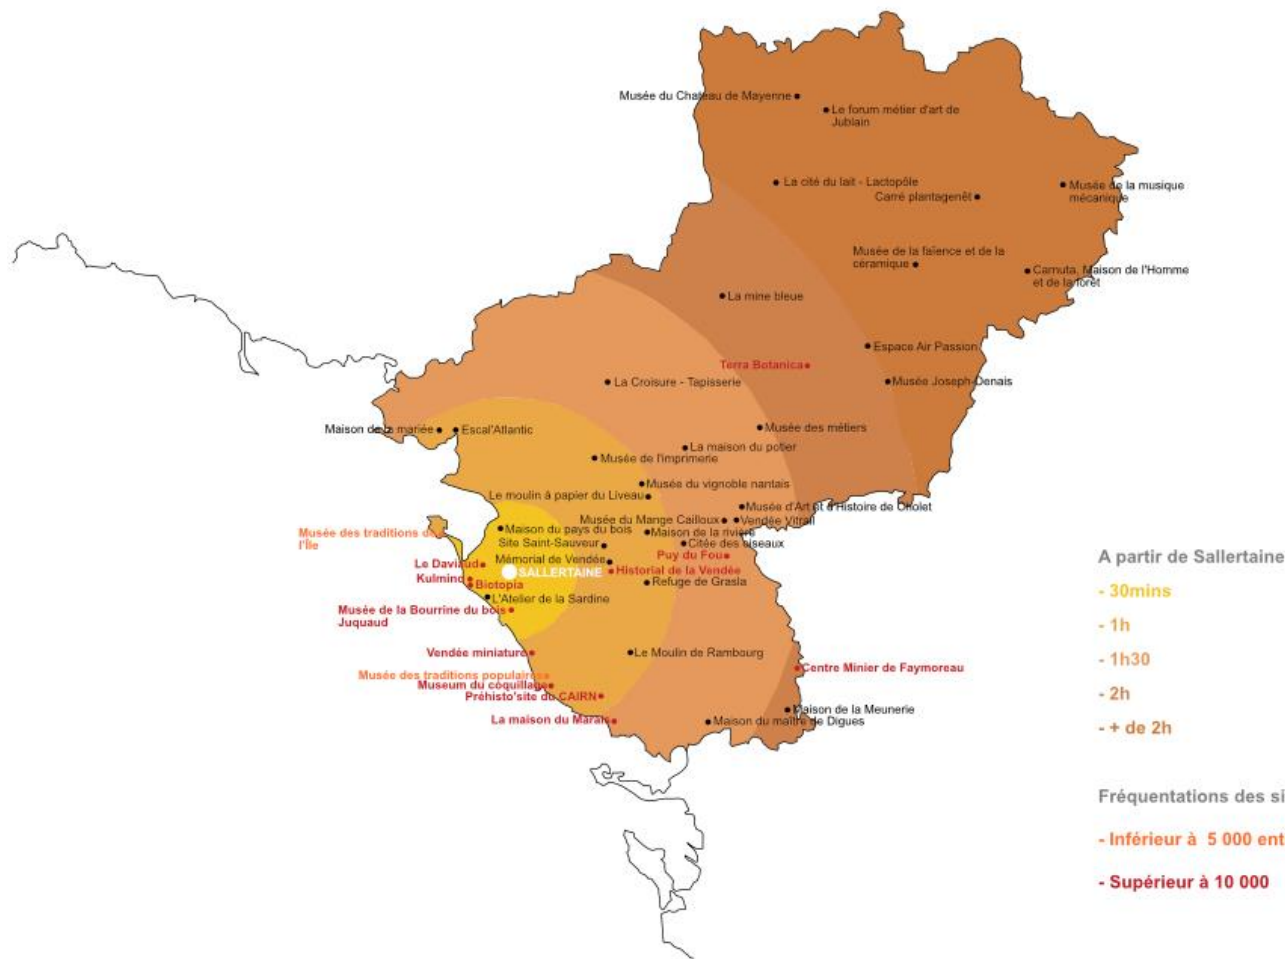 Musée du Chateau de Mayenne
Le forum métier d'art de
Jublain
La cité du lait - Lactopôle
Carré plantagenêt
Musée de la musique
mécanique
Musée de la faïence et de la
céramique
Carnuta, Maison de l'Homme
et de la forêt
La mine bleue
Espace Air Passion
Terra Botanica
La Croisure - Tapisserie
Musée Joseph-Denais
Maison de la mariée
Escal'Atlantic
Musée des métiers
La maison du potier
Musée de l'imprimerie
Musée du vignoble nantais
Le moulin à papier du Liveau
Musée d'Art et d'Histoire de Cholet
Musée du Mange Cailloux
Vendée Vitrail
Musée des traditions de
l'Île
Maison du pays du bois
Maison de la rivière
Site Saint-Sauveur
Citée des oiseaux
Puy du Fou
Mémorial de Vendée
Le Daviaud
SALLERTAINE
Historial de la Vendée
Kulmino
Biotopia
Refuge de Grasla
L'Atelier de la Sardine
Musée de la Bourrine du bois
Juquaud
Vendée miniature
Le Moulin de Rambourg
Centre Minier de Faymoreau
Musée des traditions populaires
Museum du coquillage
Préhisto'site du CAIRN
Maison de la Meunerie
La maison du Marais
Maison du maître de Digues
A partir de Sallertaine
- 30mins
- 1h
- 1h30
- 2h
- + de 2h
Fréquentations des si
- Inférieur à 5 000 ent
- Supérieur à 10 000